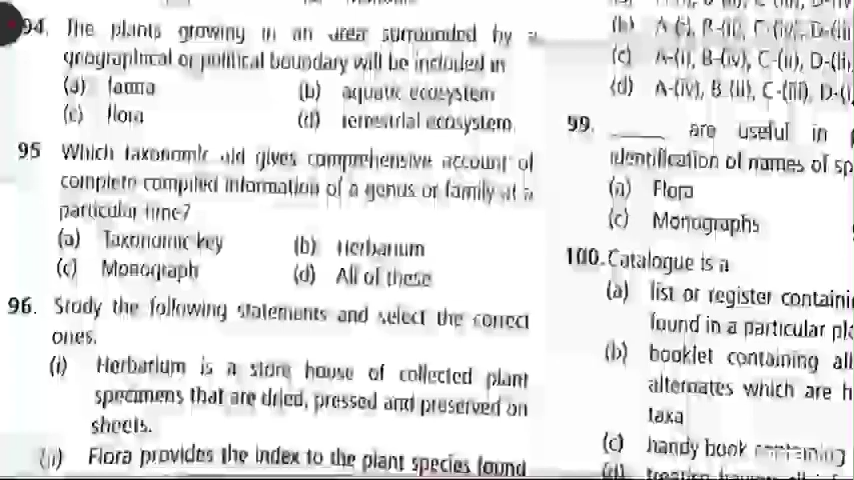 94. The plants growing in an area surrounded by a
geographical or political boundary will be included in
(a) fauna (b) aquatic ecosystem
(c) flora (d) terrestrial ecosystem.
95 Which taxonomic aid gives comprehensive account of
complete compiled information of a genus or family at a
particular time?
(a) Taxonomic key (b) Herbarium
(c) Monograph (d) All of these
96. Study the following statements and select the correct
ones.
(i) Herbarium is a store house of collected plant
specimens that are dried, pressed and preserved on
sheets.
(ii) Flora provides the index to the plant species found
(b) A-(i), B-(ii), C-(iv), D-(iii
(c) A-(i), B-(iv), C-(ii), D-(iii
(d) A-(iv), B-(ii), C-(iii), D-(i
99. _____ are useful in
identification of names of sp
(a) Flora
(c) Monographs
100. Catalogue is a
(a) list or register containi
found in a particular pl
(b) booklet containing all
alternates which are h
taxa
(c) handy book containing
(d)